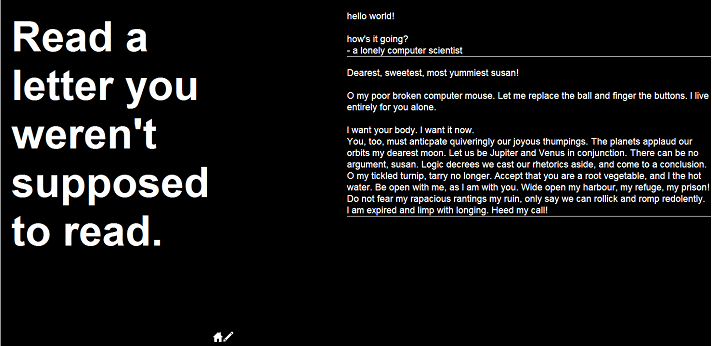 Read a
letter you
weren't
supposed
to read.
hello world!
how's it going?
- a lonely computer scientist
Dearest, sweetest, most yummiest susan!
O my poor broken computer mouse. Let me replace the ball and finger the buttons. I live
entirely for you alone.
I want your body. I want it now.
You, too, must anticpate quiveringly our joyous thumpings. The planets applaud our
orbits my dearest moon. Let us be Jupiter and Venus in conjunction. There can be no
argument, susan. Logic decrees we cast our rhetorics aside, and come to a conclusion.
O my tickled turnip, tarry no longer. Accept that you are a root vegetable, and I the hot
water. Be open with me, as I am with you. Wide open my harbour, my refuge, my prison!
Do not fear my rapacious rantings my ruin, only say we can rollick and romp redolently.
I am expired and limp with longing. Heed my call!